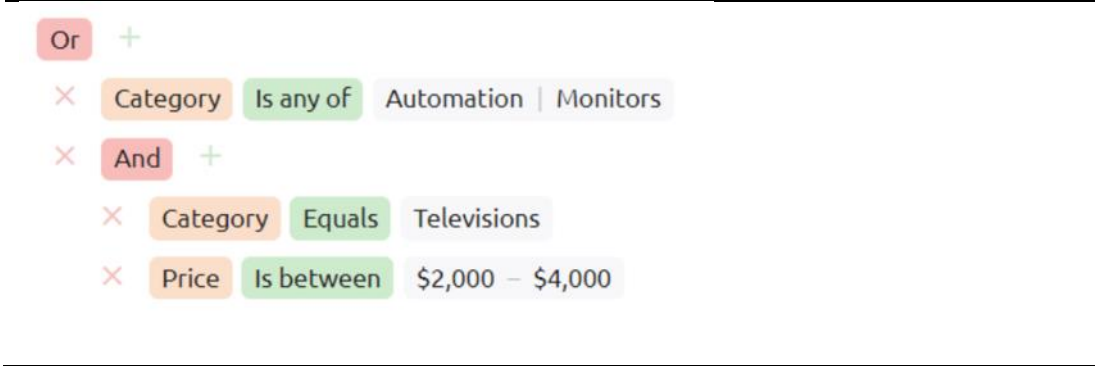 Or +
× Category Is any of Automation | Monitors
× And +
× Category Equals Televisions
× Price Is between $2,000 – $4,000